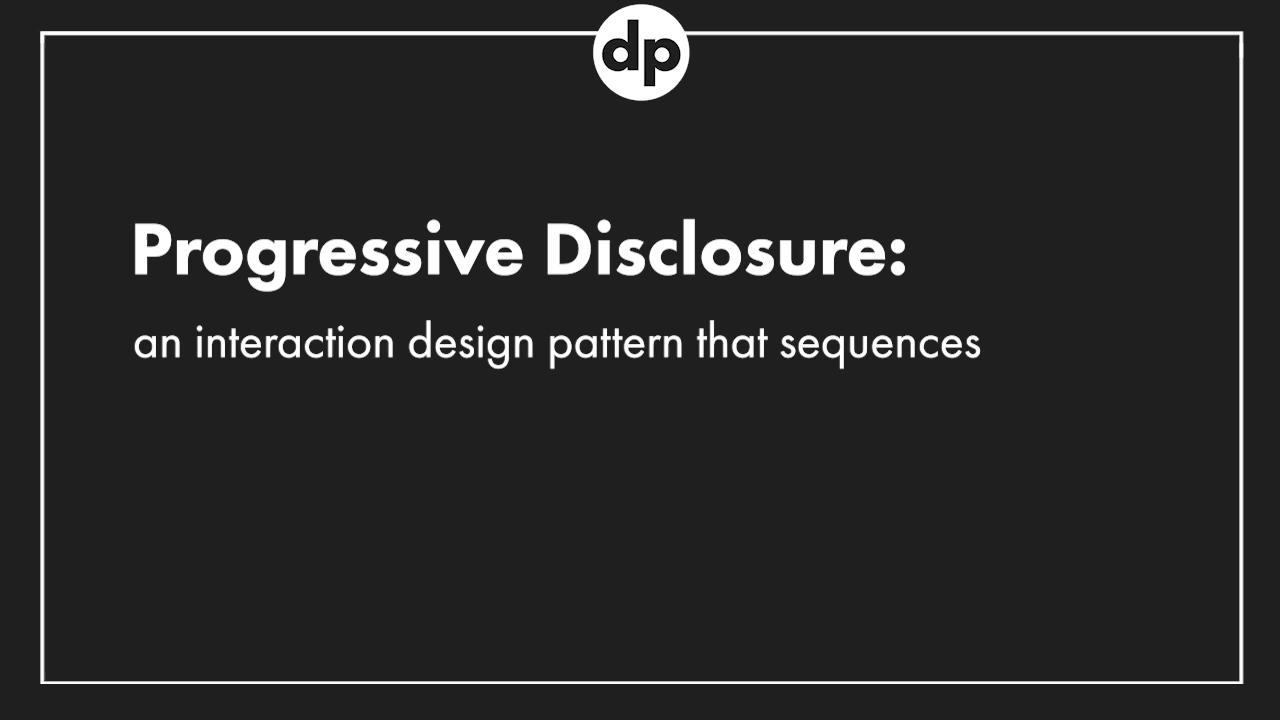 dp
Progressive Disclosure:
an interaction design pattern that sequences